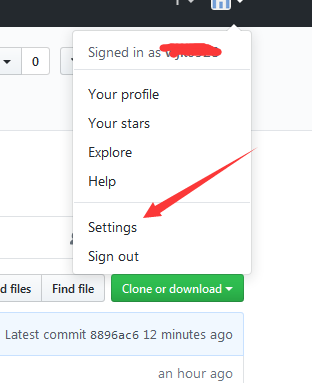 0
Signed in as
Your profile
Your stars
Explore
Help
Settings
Sign out
files
Find file
Clone or download
Latest commit 8896ac6 12 minutes ago
an hour ago